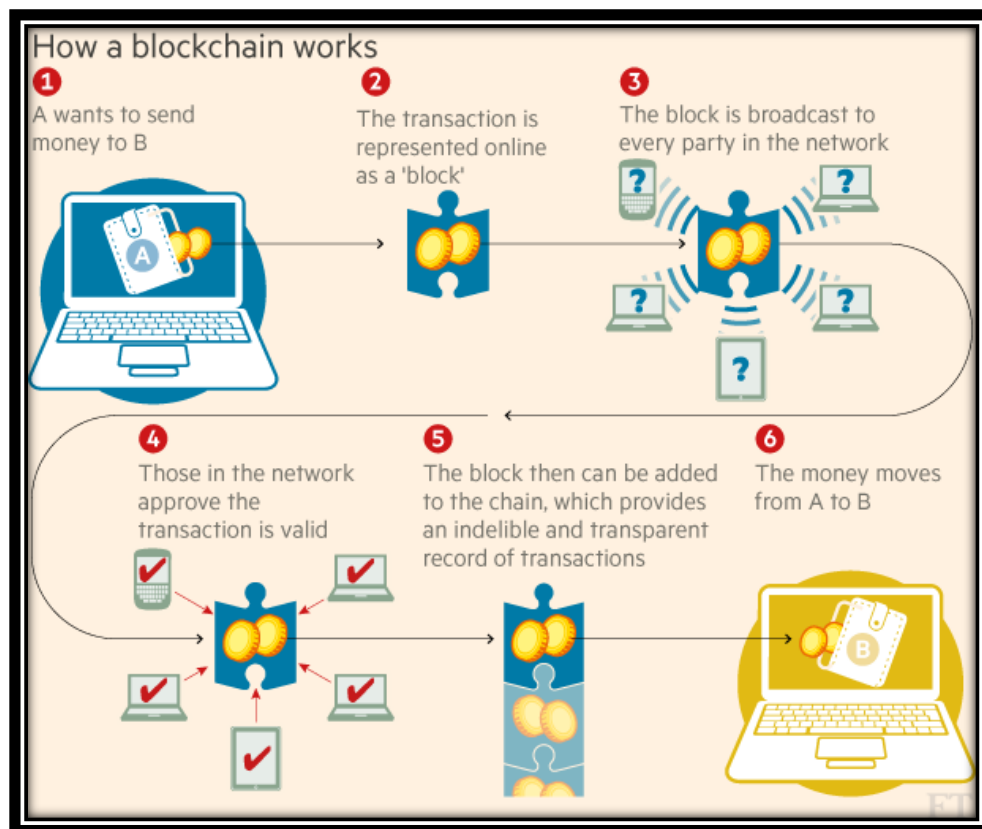 How a blockchain works
1
A wants to send
money to B
2
The transaction is
represented online
as a 'block'
3
The block is broadcast to
every party in the network
A
?
?
?
?
?
4
Those in the network
approve the
transaction is valid
5
The block then can be added
to the chain, which provides
an indelible and transparent
record of transactions
6
The money moves
from A to B
B
FT